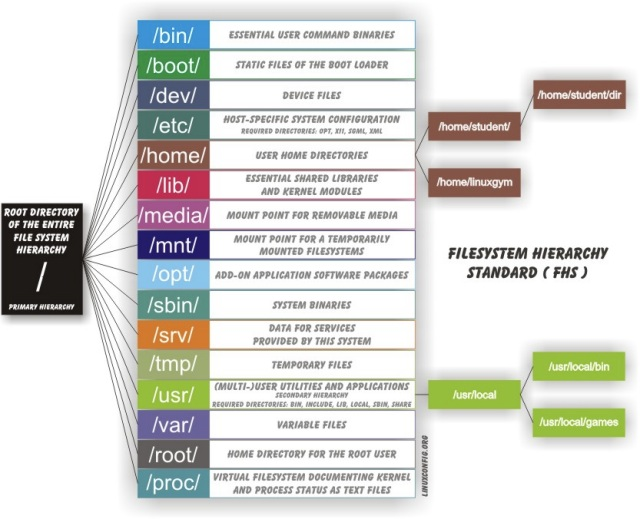 ROOT DIRECTORY
OF THE ENTIRE
FILE SYSTEM
HIERARCHY
/
PRIMARY HIERARCHY
/bin/
ESSENTIAL USER COMMAND BINARIES
/boot/
STATIC FILES OF THE BOOT LOADER
/dev/
DEVICE FILES
/etc/
HOST-SPECIFIC SYSTEM CONFIGURATION
REQUIRED DIRECTORIES: OPT, XII, SGML, XML
/home/
USER HOME DIRECTORIES
/home/student/
/home/student/dir
/home/linuxgym
/lib/
ESSENTIAL SHARED LIBRARIES
AND KERNEL MODULES
/media/
MOUNT POINT FOR REMOVABLE MEDIA
/mnt/
MOUNT POINT FOR A TEMPORARILY
MOUNTED FILESYSTEMS
/opt/
ADD-ON APPLICATION SOFTWARE PACKAGES
/sbin/
SYSTEM BINARIES
/srv/
DATA FOR SERVICES
PROVIDED BY THIS SYSTEM
/tmp/
TEMPORARY FILES
/usr/
(MULTI-)USER UTILITIES AND APPLICATIONS
SECONDARY HIERARCHY
REQUIRED DIRECTORIES: BIN, INCLUDE, LIB, LOCAL, SBIN, SHARE
/usr/local
/usr/local/bin
/usr/local/games
/var/
VARIABLE FILES
/root/
HOME DIRECTORY FOR THE ROOT USER
/proc/
VIRTUAL FILESYSTEM DOCUMENTING KERNEL
AND PROCESS STATUS AS TEXT FILES
FILESYSTEM HIERARCHY
STANDARD ( FHS )
LINUXCONFIG.ORG